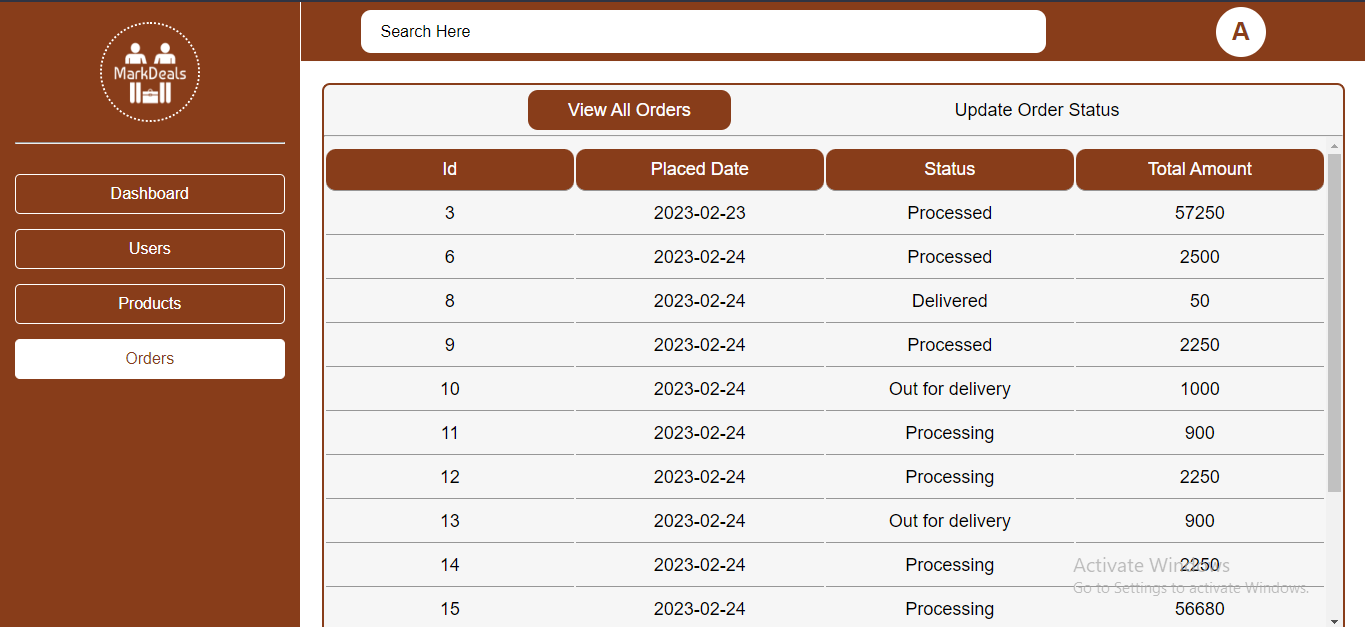 MarkDeals
Search Here
A
Dashboard
Users
Products
Orders
View All Orders Update Order Status
Id Placed Date Status Total Amount
3 2023-02-23 Processed 57250
6 2023-02-24 Processed 2500
8 2023-02-24 Delivered 50
9 2023-02-24 Processed 2250
10 2023-02-24 Out for delivery 1000
11 2023-02-24 Processing 900
12 2023-02-24 Processing 2250
13 2023-02-24 Out for delivery 900
14 2023-02-24 Processing 2250
15 2023-02-24 Processing 56680
Activate Windows
Go to Settings to activate Windows.